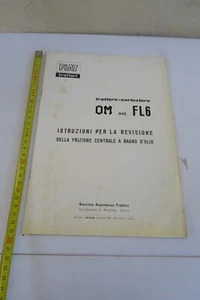 FIAT
trattori
trattore-caricatore
OM mod. FL6
ISTRUZIONI PER LA REVISIONE
DELLA FRIZIONE CENTRALE A BAGNO D'OLIO
Servizio Assistenza Trattori